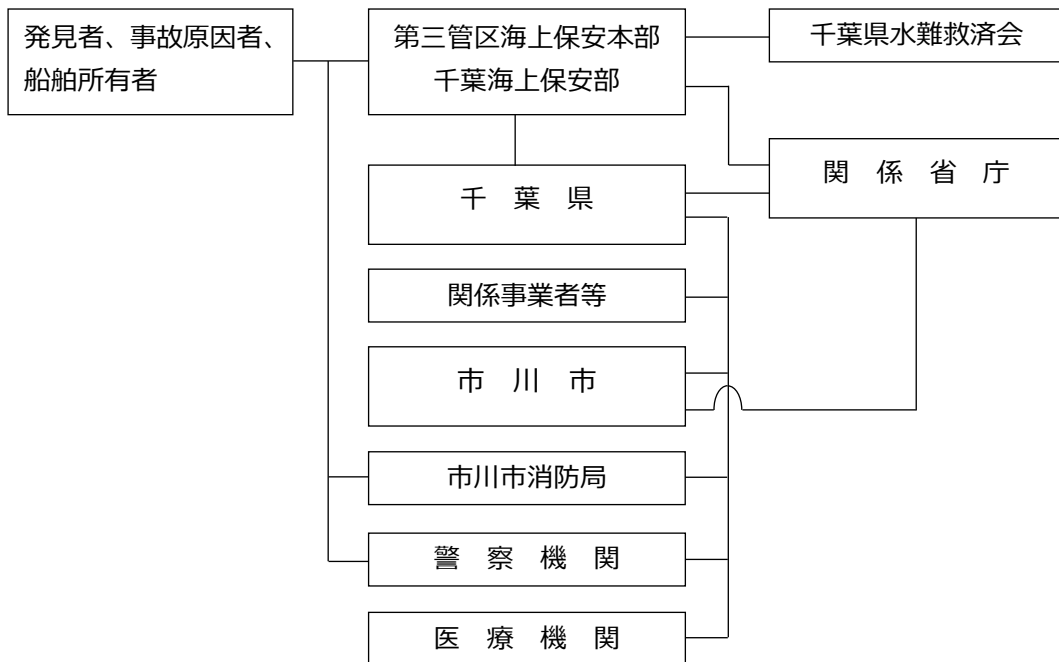 発見者、事故原因者、
船舶所有者
第三管区海上保安本部
千葉海上保安部
千葉県水難救済会
関　係　省　庁
千　葉　県
関係事業者等
市　川　市
市川市消防局
警　察　機　関
医　療　機　関